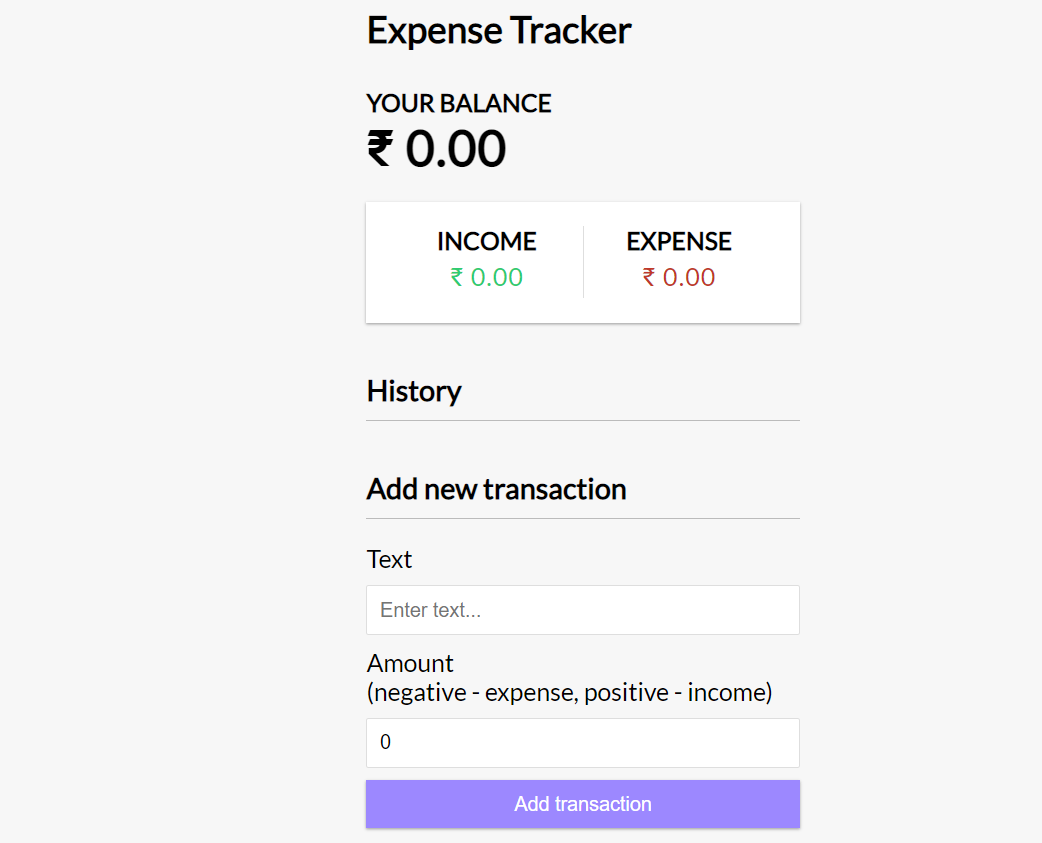 Expense Tracker
YOUR BALANCE
₹ 0.00
INCOME EXPENSE
₹ 0.00 ₹ 0.00
History
Add new transaction
Text
Enter text...
Amount
(negative - expense, positive - income)
0
Add transaction